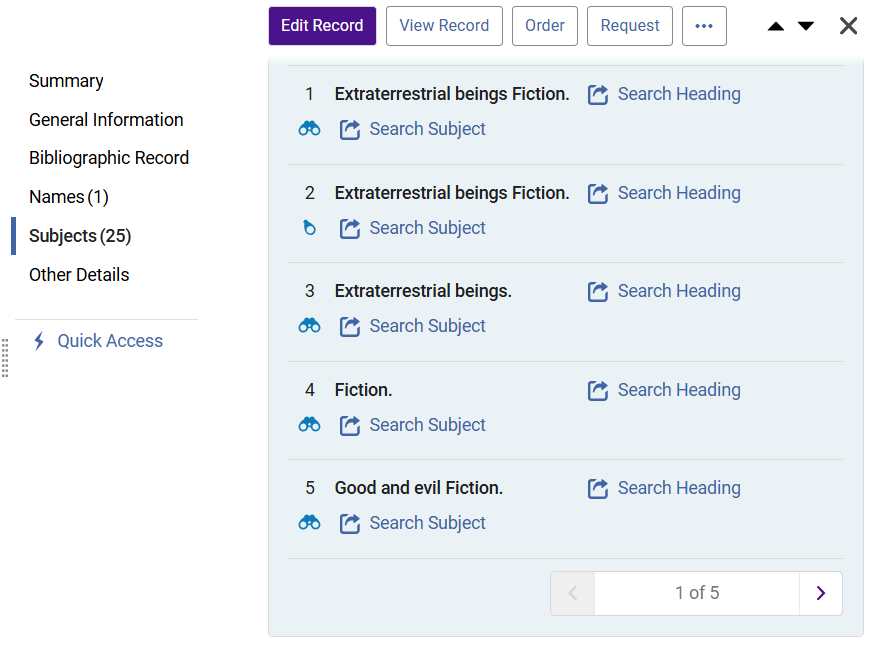 Edit Record View Record Order Request ...
Summary
General Information
Bibliographic Record
Names (1)
Subjects (25)
Other Details
Quick Access
1 Extraterrestrial beings Fiction. Search Heading
Search Subject
2 Extraterrestrial beings Fiction. Search Heading
Search Subject
3 Extraterrestrial beings. Search Heading
Search Subject
4 Fiction. Search Heading
Search Subject
5 Good and evil Fiction. Search Heading
Search Subject
1 of 5